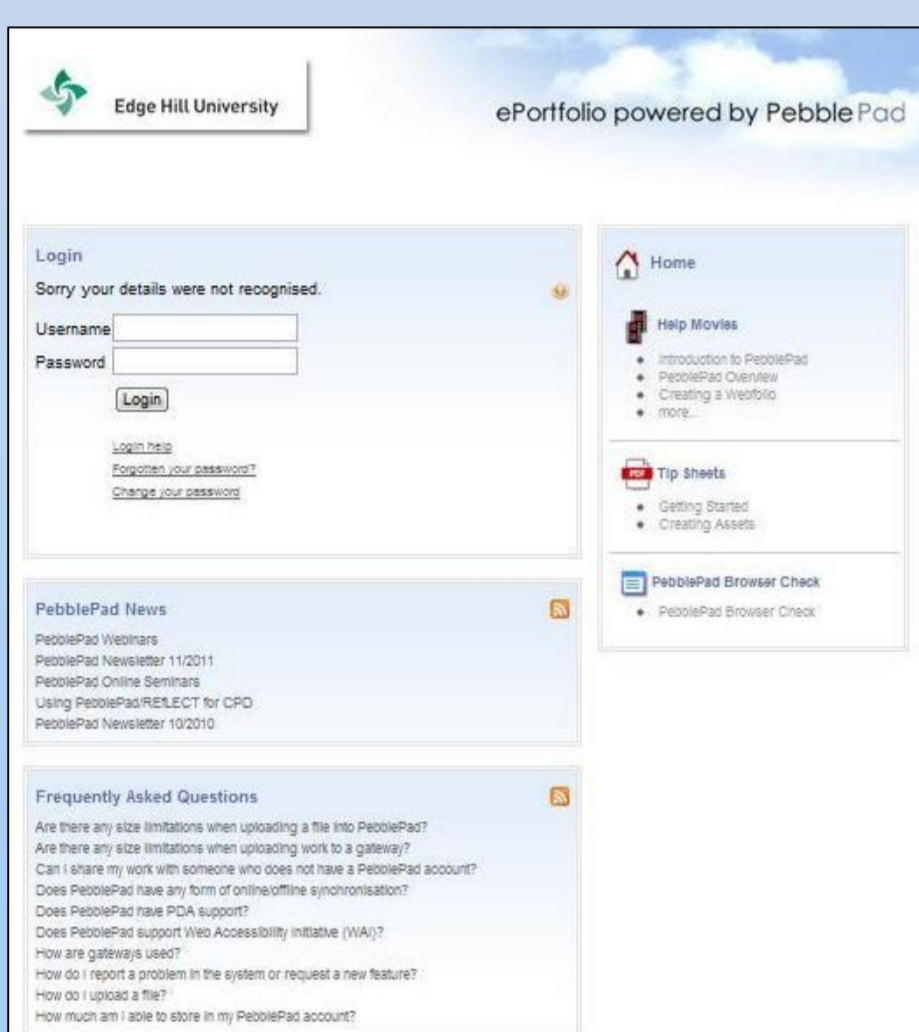 Edge Hill University
ePortfolio powered by PebblePad
Login
Sorry your details were not recognised.
Username
Password
Login
Login help
Forgotten your password?
Change your password
PebblePad News
PebblePad Webinars
PebblePad Newsletter 11/2011
PebblePad Online Seminars
Using PebblePad/REfLECT for CPD
PebblePad Newsletter 10/2010
Frequently Asked Questions
Are there any size limitations when uploading a file into PebblePad?
Are there any size limitations when uploading work to a gateway?
Can I share my work with someone who does not have a PebblePad account?
Does PebblePad have any form of online/offline synchronisation?
Does PebblePad have PDA support?
Does PebblePad support Web Accessibility Initiative (WAI)?
How are gateways used?
How do I report a problem in the system or request a new feature?
How do I upload a file?
How much am I able to store in my PebblePad account?
Home
Help Movies
Introduction to PebblePad
PebblePad Overview
Creating a Webfolio
more...
PDF
Tip Sheets
Getting Started
Creating Assets
PebblePad Browser Check
PebblePad Browser Check